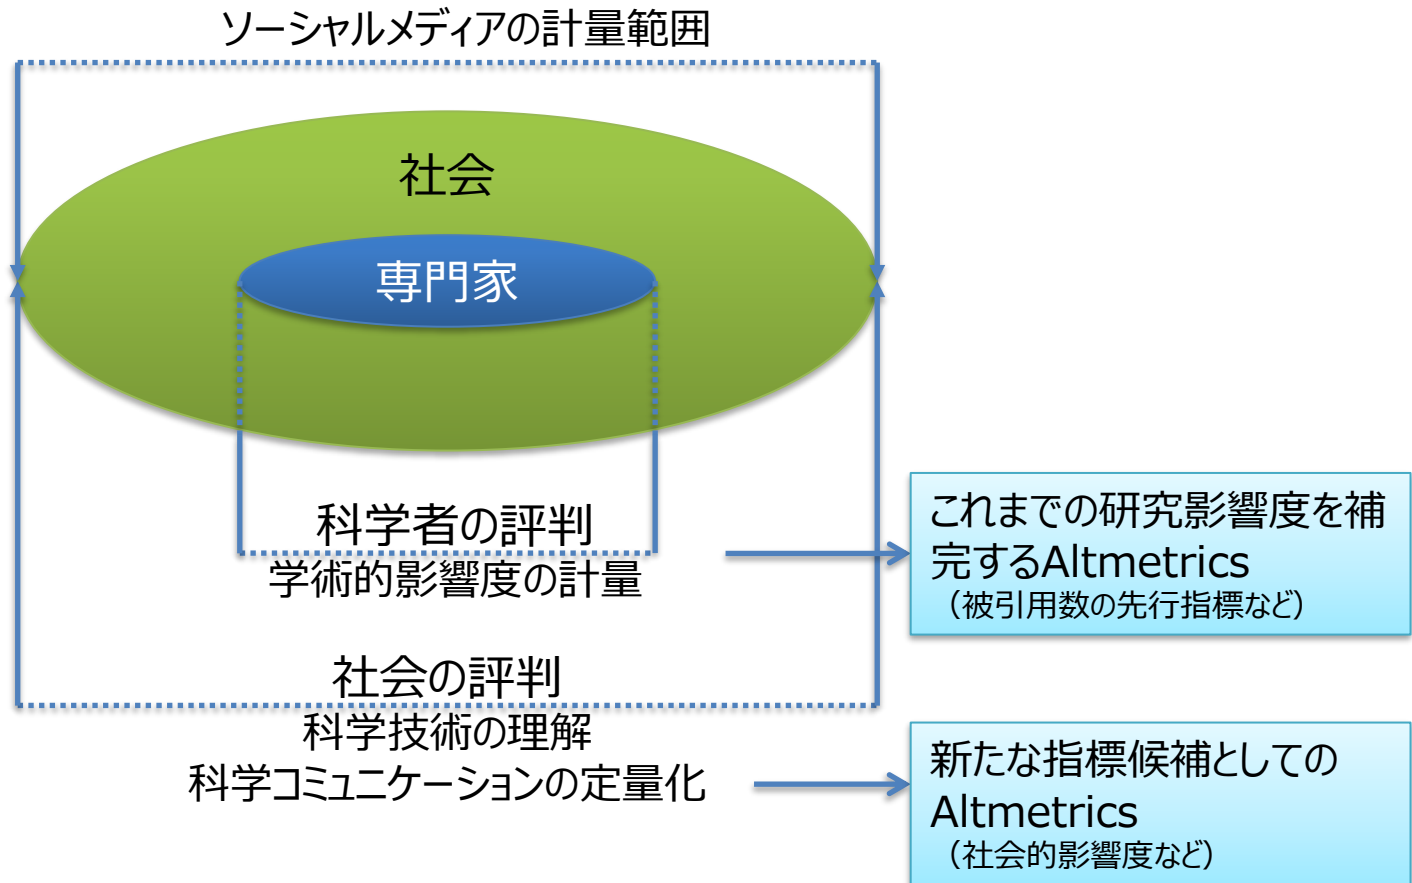 ソーシャルメディアの計量範囲
社会
専門家
科学者の評判
学術的影響度の計量
これまでの研究影響度を補
完するAltmetrics
（被引用数の先行指標など）
社会の評判
科学技術の理解
科学コミュニケーションの定量化
新たな指標候補としての
Altmetrics
（社会的影響度など）